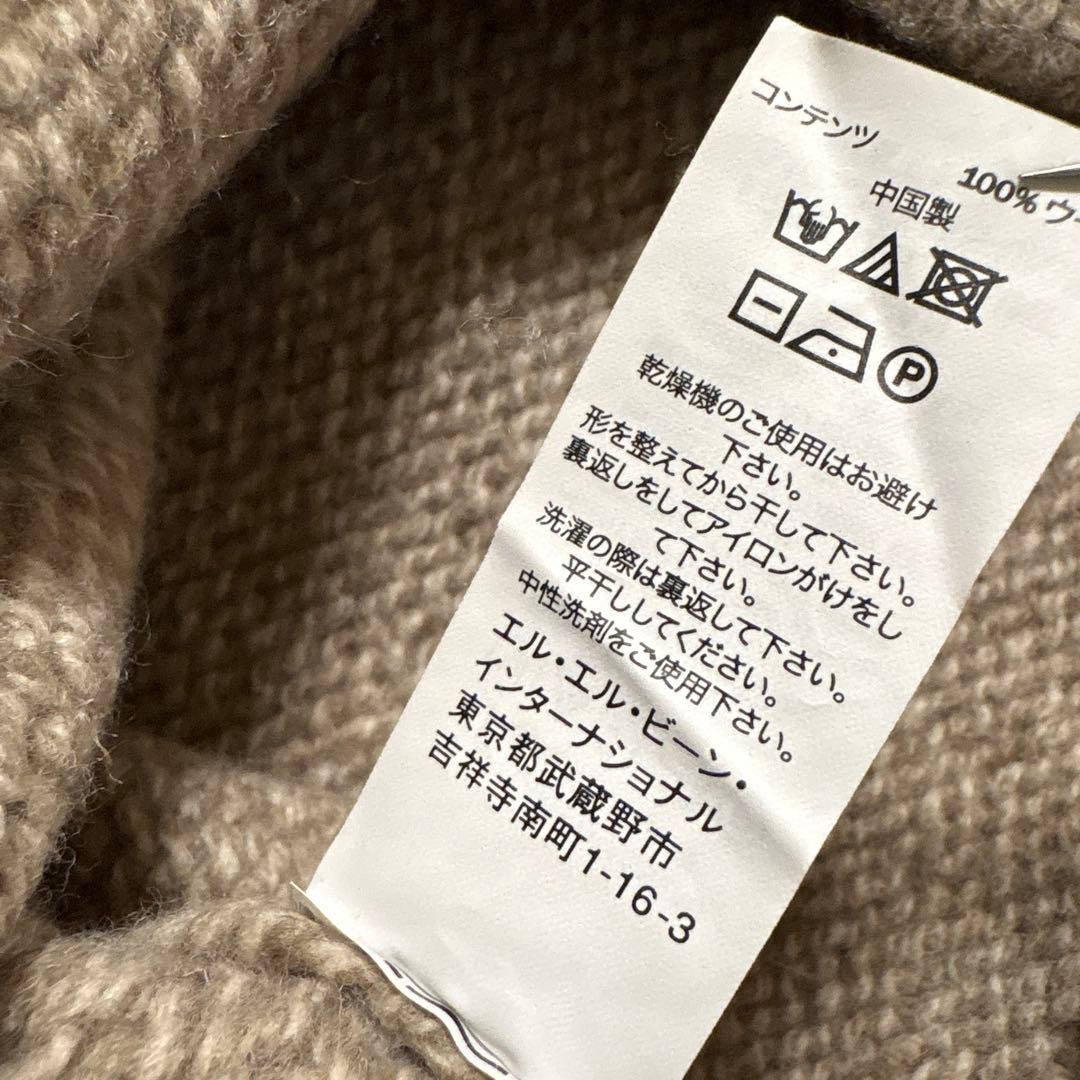 コンテンツ
100% ウ
中国製
P
乾燥機のご使用はお避け
下さい。
形を整えてから干して下さい。
裏返しをしてアイロンがけをし
て下さい。
洗濯の際は裏返して下さい。
平干ししてください。
中性洗剤をご使用下さい。
エル・エル・ビーン・
インターナショナル
東京都武蔵野市
吉祥寺南町1-16-3